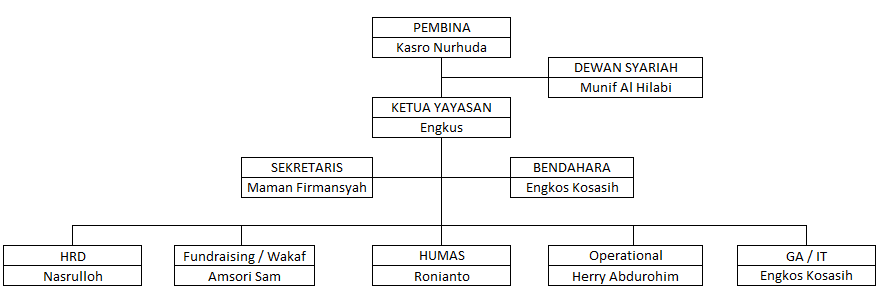 PEMBINA
Kasro Nurhuda
DEWAN SYARIAH
Munif Al Hilabi
KETUA YAYASAN
Engkus
SEKRETARIS
Maman Firmansyah
BENDAHARA
Engkos Kosasih
HRD
Nasrulloh
Fundraising / Wakaf
Amsori Sam
HUMAS
Ronianto
Operational
Herry Abdurohim
GA / IT
Engkos Kosasih